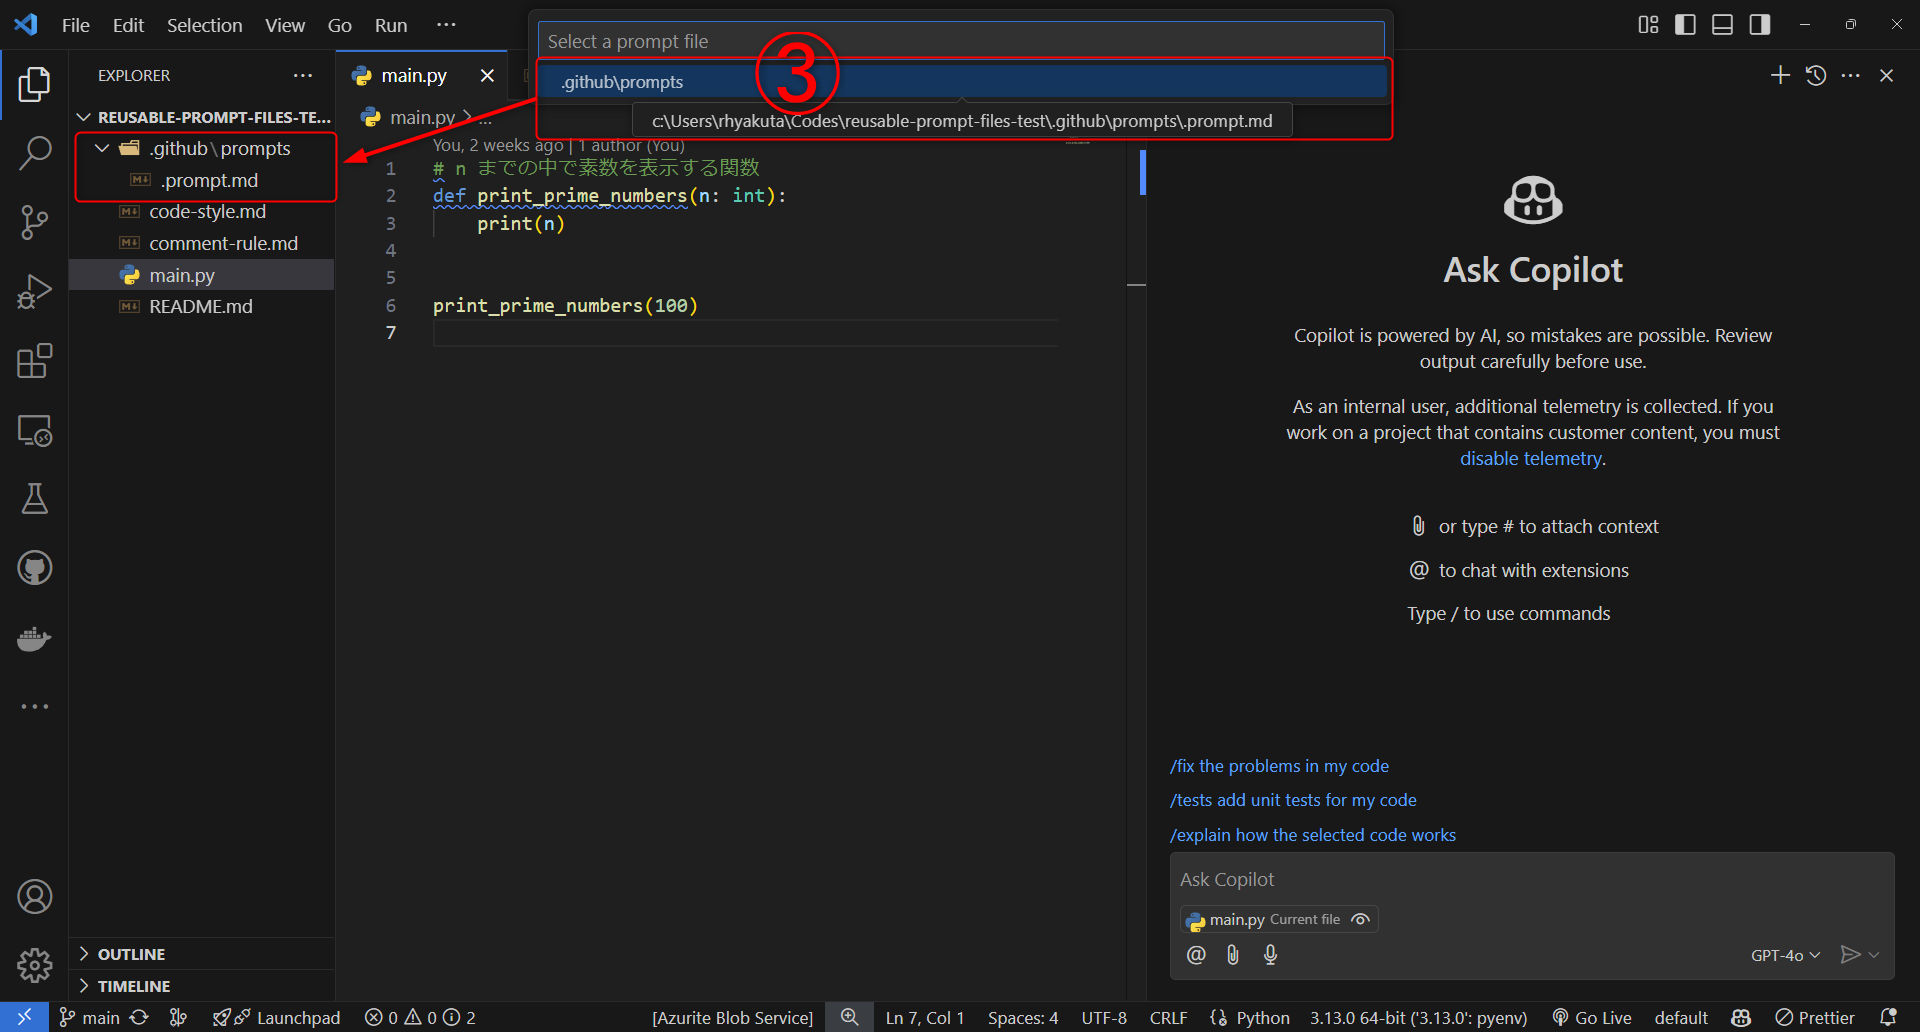 File Edit Selection View Go Run ···
Select a prompt file
.github\prompts
c:\Users\rhyakuta\Codes\reusable-prompt-files-test\.github\prompts\.prompt.md
③
EXPLORER ···
REUSABLE-PROMPT-FILES-TE...
.github\prompts
.prompt.md
code-style.md
comment-rule.md
main.py
README.md
OUTLINE
TIMELINE
main.py
main.py > ...
You, 2 weeks ago | 1 author (You)
1 # n までの中で素数を表示する関数
2 def print_prime_numbers(n: int):
3 print(n)
4
5
6 print_prime_numbers(100)
7
Ask Copilot
Copilot is powered by AI, so mistakes are possible. Review
output carefully before use.
As an internal user, additional telemetry is collected. If you
work on a project that contains customer content, you must
disable telemetry.
or type # to attach context
@ to chat with extensions
Type / to use commands
/fix the problems in my code
/tests add unit tests for my code
/explain how the selected code works
Ask Copilot
main.py Current file
@ GPT-4o
main Launchpad 0 0 2 [Azurite Blob Service] Ln 7, Col 1 Spaces: 4 UTF-8 CRLF Python 3.13.0 64-bit ('3.13.0': pyenv) Go Live default Prettier